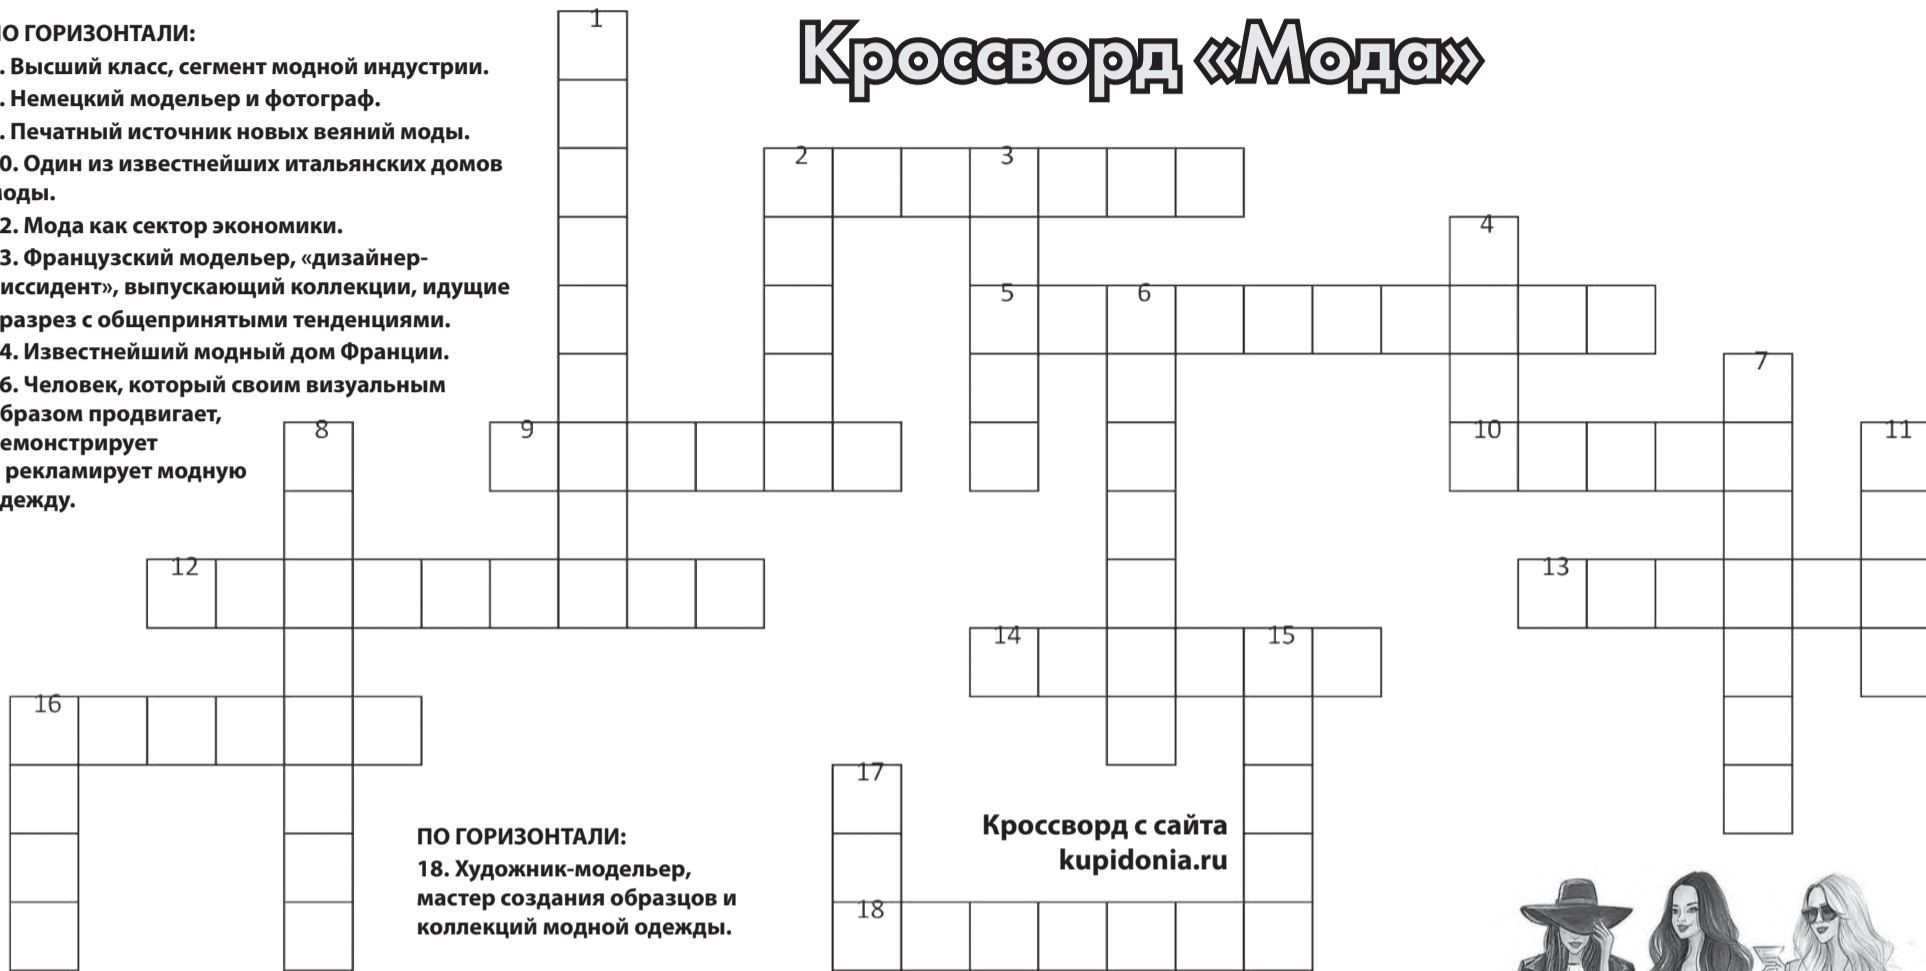 Кроссворд «Мода»
ПО ГОРИЗОНТАЛИ:
. Высший класс, сегмент модной индустрии.
. Немецкий модельер и фотограф.
. Печатный источник новых веяний моды.
0. Один из известнейших итальянских домов
моды.
2. Мода как сектор экономики.
3. Французский модельер, «дизайнер-
иссидент», выпускающий коллекции, идущие
разрез с общепринятыми тенденциями.
4. Известнейший модный дом Франции.
6. Человек, который своим визуальным
бразом продвигает,
емонстрирует
рекламирует модную
дежду.
1
2
3
4
5
6
7
8
9
10
11
12
13
14
15
16
17
18
ПО ГОРИЗОНТАЛИ:
18. Художник-модельер,
мастер создания образцов и
коллекций модной одежды.
Кроссворд с сайта
kupidonia.ru